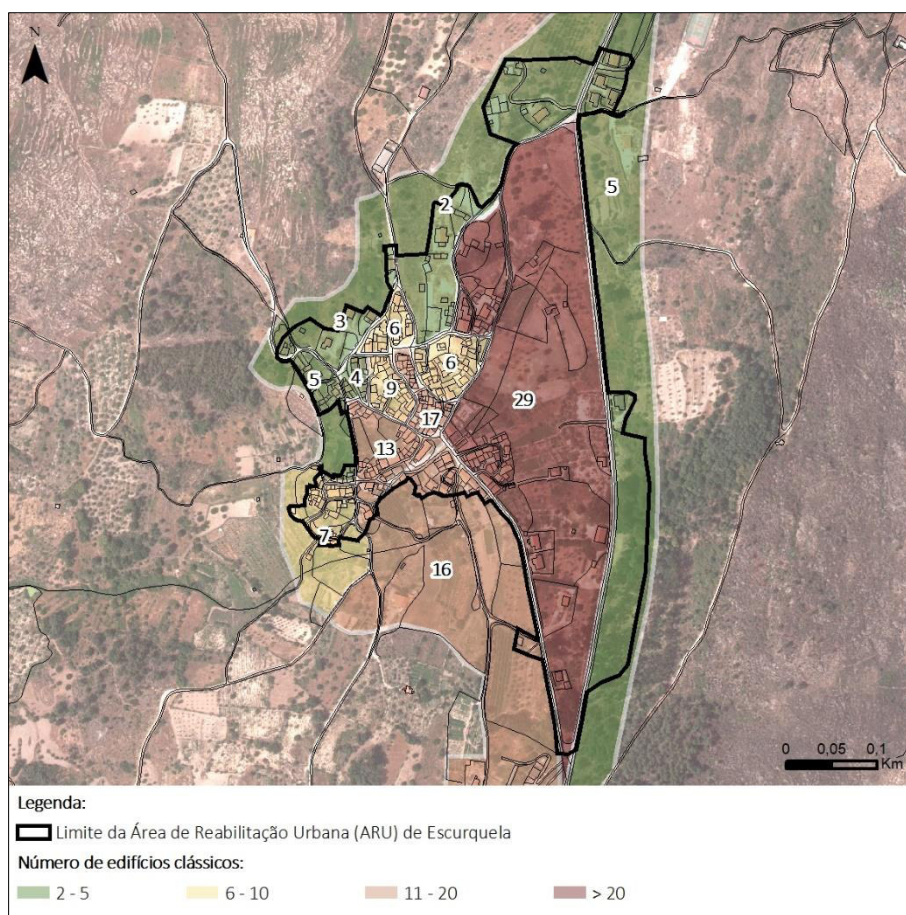 N
5
2
3
6
6
5
4
9
29
17
13
7
16
0 0,05 0,1
Km
Legenda:
Limite da Área de Reabilitação Urbana (ARU) de Escurquela
Número de edifícios clássicos:
2 - 5 6 - 10 11 - 20 > 20